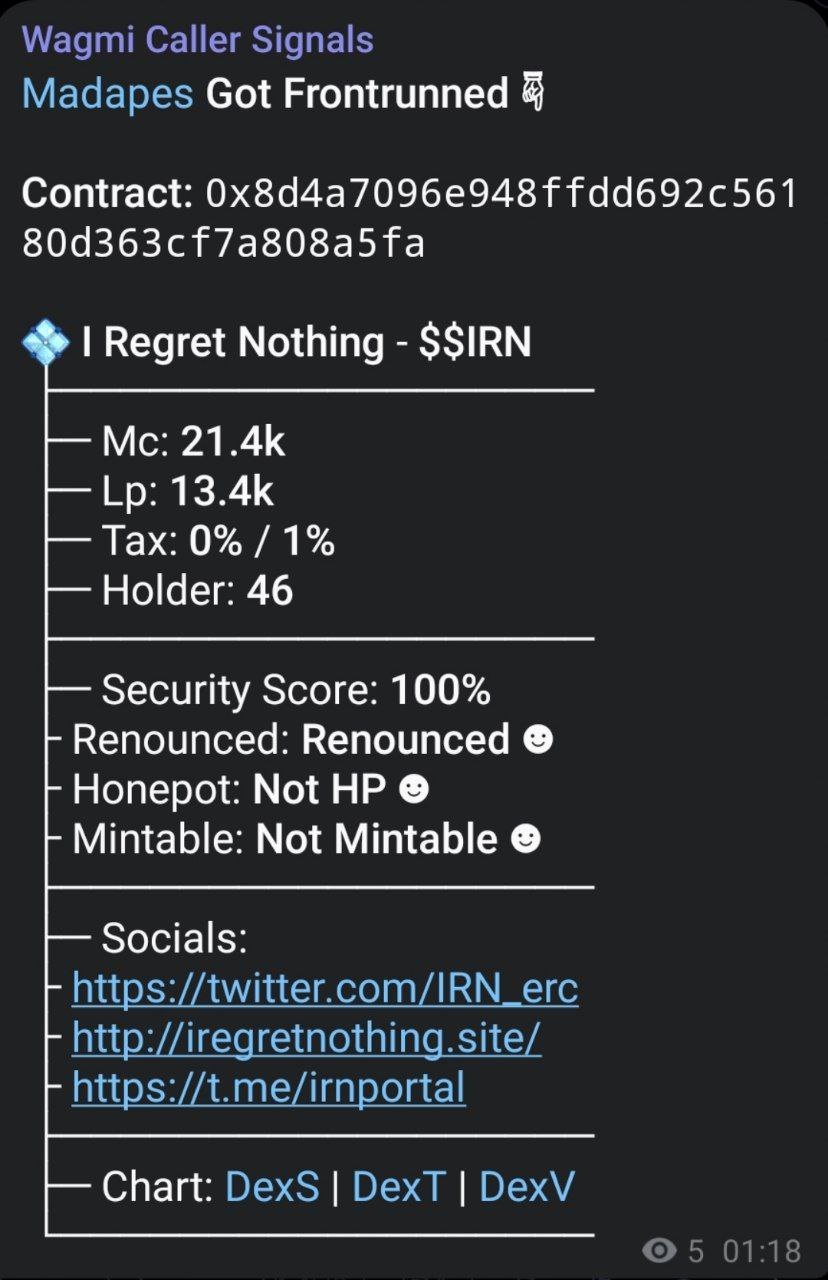 Wagmi Caller Signals
Madapes Got Frontrunned
Contract: 0x8d4a7096e948ffdd692c561
80d363cf7a808a5fa
I Regret Nothing - $$IRN
Mc: 21.4k
Lp: 13.4k
Tax: 0% / 1%
Holder: 46
Security Score: 100%
Renounced: Renounced ☻
Honepot: Not HP ☻
Mintable: Not Mintable ☻
Socials:
https://twitter.com/IRN_erc
http://iregretnothing.site/
https://t.me/irnportal
Chart: DexS | DexT | DexV
5 01:18